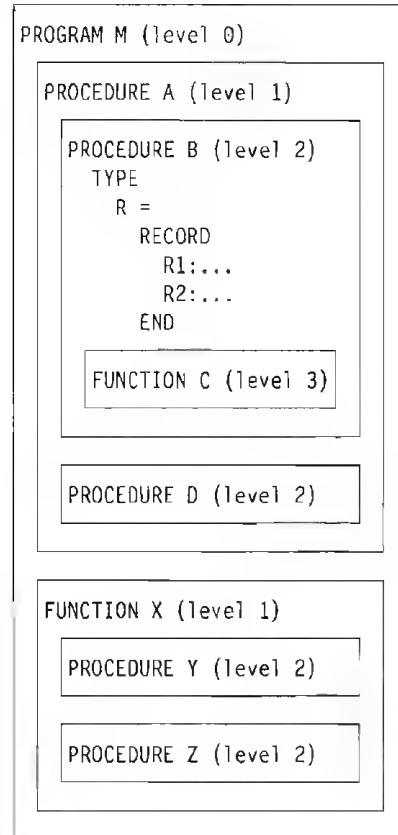 PROGRAM M (level 0)
PROCEDURE A (level 1)
PROCEDURE B (level 2)
TYPE
R =
RECORD
R1:...
R2:...
END
FUNCTION C (level 3)
PROCEDURE D (level 2)
FUNCTION X (level 1)
PROCEDURE Y (level 2)
PROCEDURE Z (level 2)